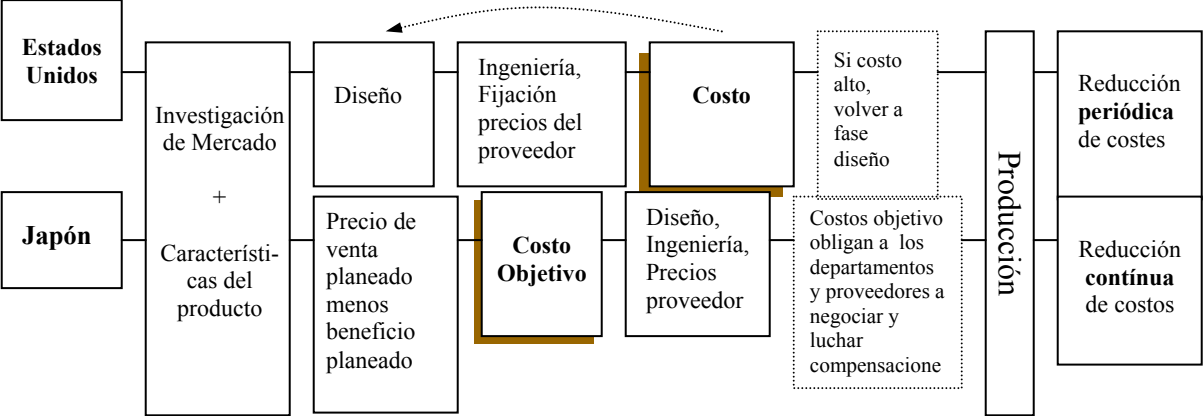 Estados
Unidos
Investigación
de Mercado
+
Característi-
cas del
producto
Diseño
Ingeniería,
Fijación
precios del
proveedor
Costo
Si costo
alto,
volver a
fase
diseño
Producción
Reducción
periódica
de costes
Japón
Precio de
venta
planeado
menos
beneficio
planeado
Costo
Objetivo
Diseño,
Ingeniería,
Precios
proveedor
Costos objetivo
obligan a los
departamentos
y proveedores a
negociar y
luchar
compensacione
Reducción
contínua
de costos